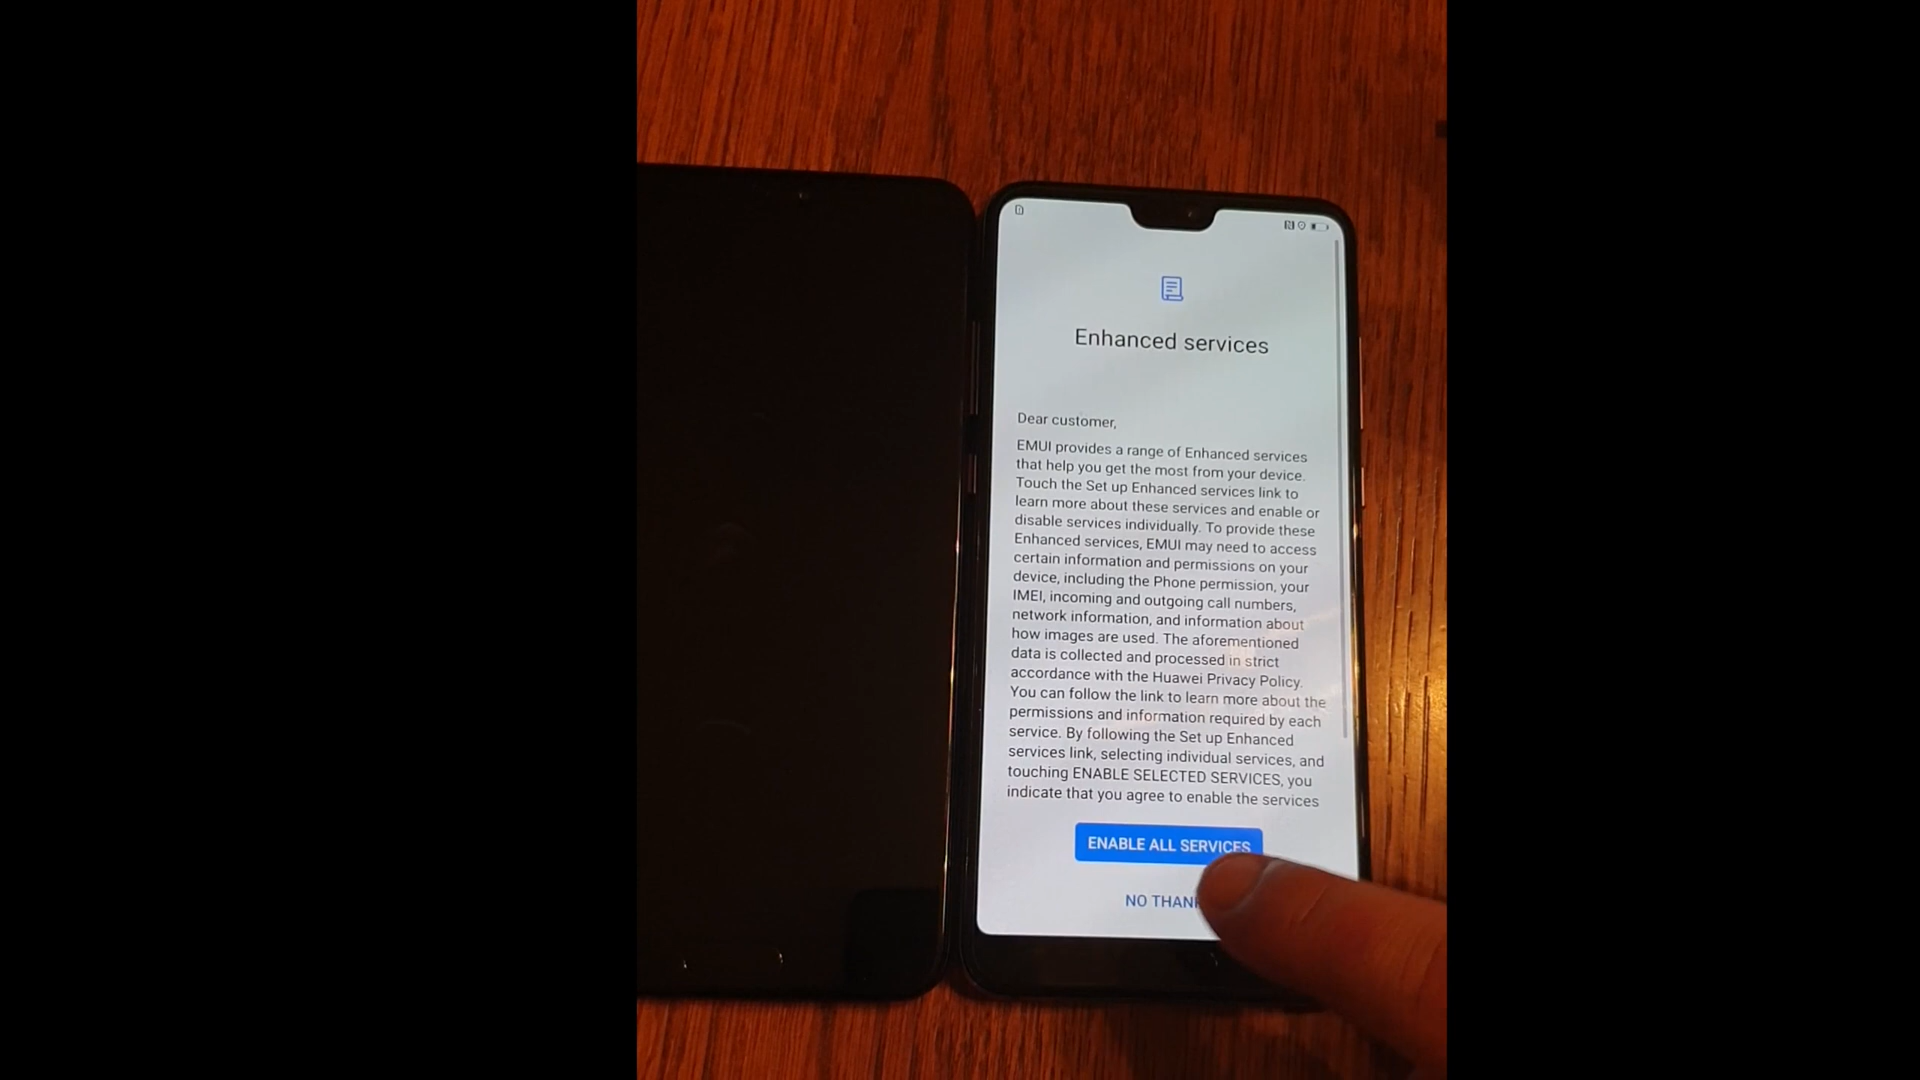 Enhanced services
Dear customer,
EMUI provides a range of Enhanced services
that help you get the most from your device.
Touch the Set up Enhanced services link to
learn more about these services and enable or
disable services individually. To provide these
Enhanced services, EMUI may need to access
certain information and permissions on your
device, including the Phone permission, your
IMEI, incoming and outgoing call numbers,
network information, and information about
how images are used. The aforementioned
data is collected and processed in strict
accordance with the Huawei Privacy Policy.
You can follow the link to learn more about the
permissions and information required by each
service. By following the Set up Enhanced
services link, selecting individual services, and
touching ENABLE SELECTED SERVICES, you
indicate that you agree to enable the services
ENABLE ALL SERVICES
NO THAN